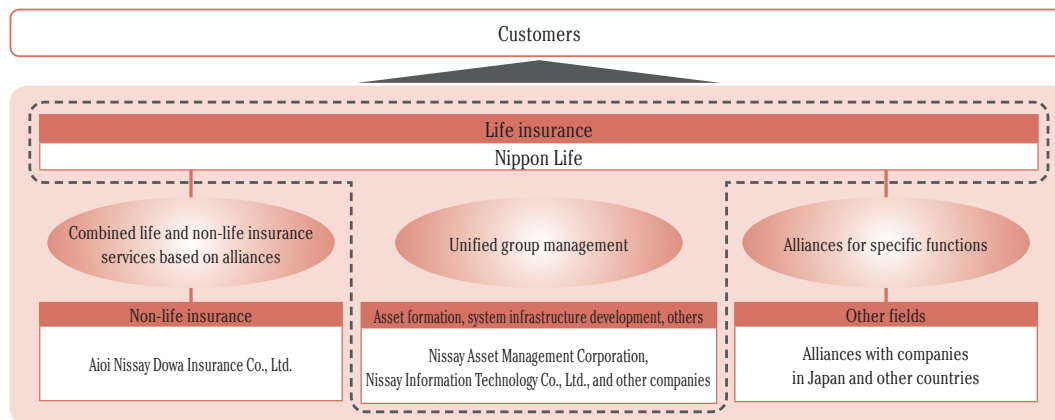 Customers
Life insurance
Nippon Life
Combined life and non-life insurance
services based on alliances
Unified group management
Alliances for specific functions
Non-life insurance
Aioi Nissay Dowa Insurance Co., Ltd.
Asset formation, system infrastructure development, others
Nissay Asset Management Corporation,
Nissay Information Technology Co., Ltd., and other companies
Other fields
Alliances with companies
in Japan and other countries